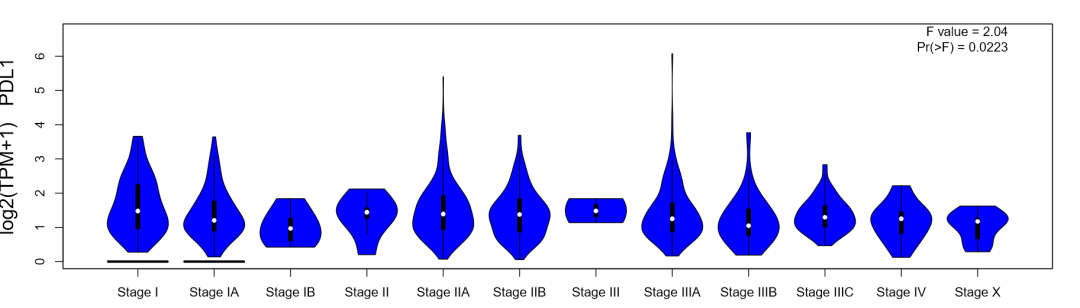 F value = 2.04
Pr(>F) = 0.0223
log2(TPM+1) PDL1
6
5
4
3
2
1
0
Stage I Stage IA Stage IB Stage II Stage IIA Stage IIB Stage III Stage IIIA Stage IIIB Stage IIIC Stage IV Stage X